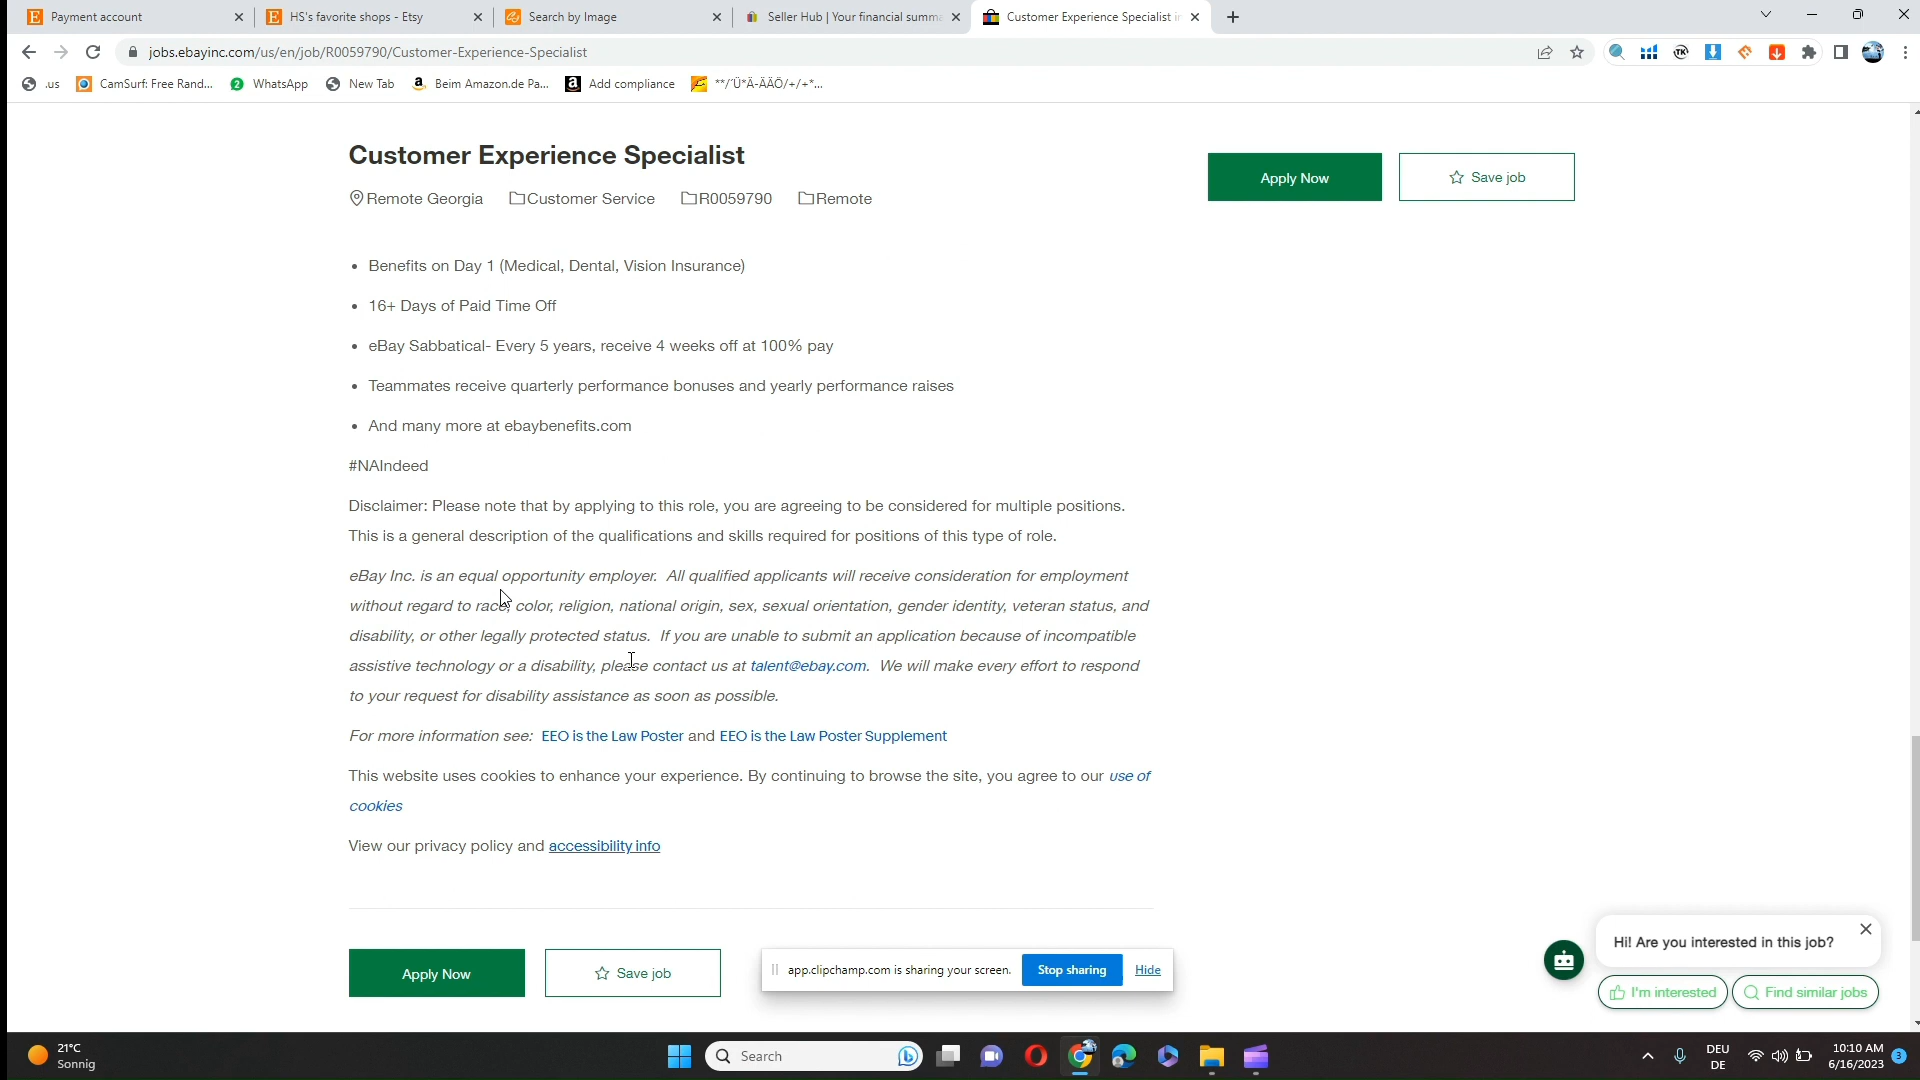 Payment account
HS's favorite shops - Etsy
Search by Image
Seller Hub | Your financial summa
Customer Experience Specialist in
jobs.ebayinc.com/us/en/job/R0059790/Customer-Experience-Specialist
.us
CamSurf: Free Rand...
WhatsApp
New Tab
Beim Amazon.de Pa...
Add compliance
**/¨Ü*Ä-ÄÄÖ/+/+*...
Customer Experience Specialist
Remote Georgia
Customer Service
R0059790
Remote
Apply Now
Save job
• Benefits on Day 1 (Medical, Dental, Vision Insurance)
• 16+ Days of Paid Time Off
• eBay Sabbatical- Every 5 years, receive 4 weeks off at 100% pay
• Teammates receive quarterly performance bonuses and yearly performance raises
• And many more at ebaybenefits.com
#NAIndeed
Disclaimer: Please note that by applying to this role, you are agreeing to be considered for multiple positions.
This is a general description of the qualifications and skills required for positions of this type of role.
eBay Inc. is an equal opportunity employer. All qualified applicants will receive consideration for employment
without regard to race, color, religion, national origin, sex, sexual orientation, gender identity, veteran status, and
disability, or other legally protected status. If you are unable to submit an application because of incompatible
assistive technology or a disability, please contact us at talent@ebay.com. We will make every effort to respond
to your request for disability assistance as soon as possible.
For more information see: EEO is the Law Poster and EEO is the Law Poster Supplement
This website uses cookies to enhance your experience. By continuing to browse the site, you agree to our use of
cookies
View our privacy policy and accessibility info
Apply Now
Save job
app.clipchamp.com is sharing your screen.
Stop sharing
Hide
Hi! Are you interested in this job?
I'm interested
Find similar jobs
21°C
Sonnig
Search
DEU
DE
10:10 AM
6/16/2023
3